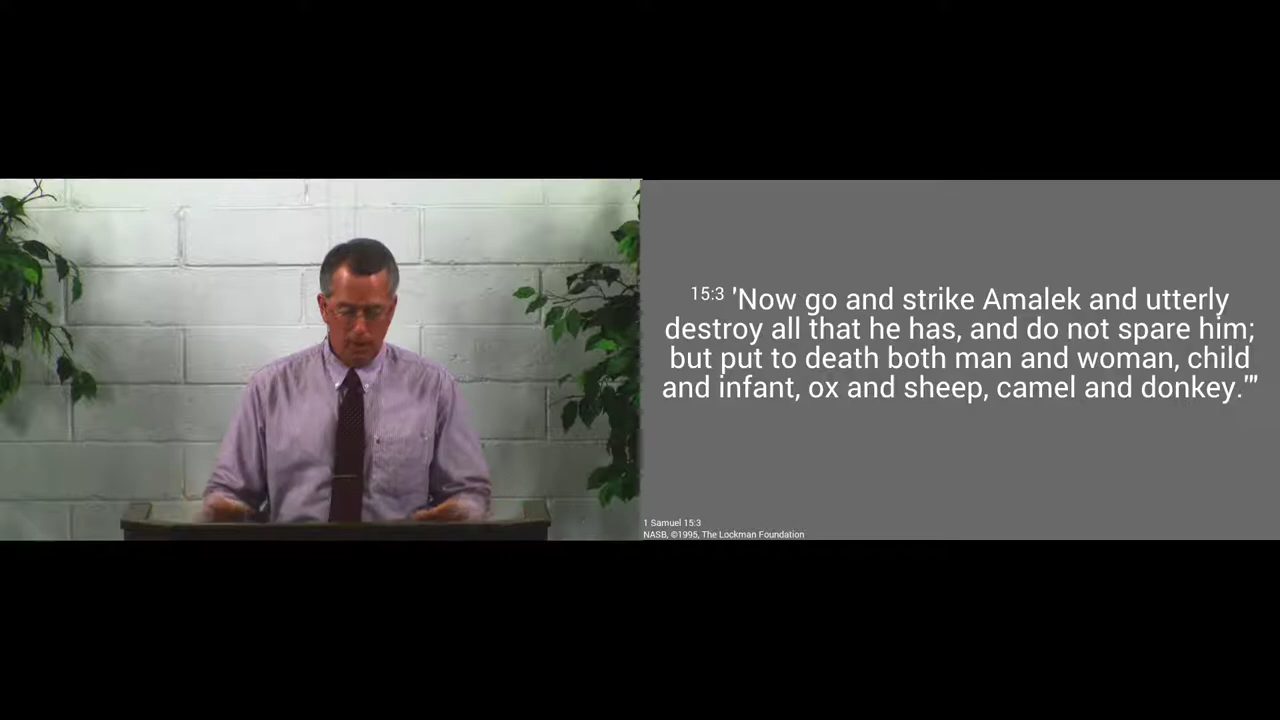 15:3 'Now go and strike Amalek and utterly
destroy all that he has, and do not spare him;
but put to death both man and woman, child
and infant, ox and sheep, camel and donkey.'"
1 Samuel 15:3
NASB, ©1995, The Lockman Foundation